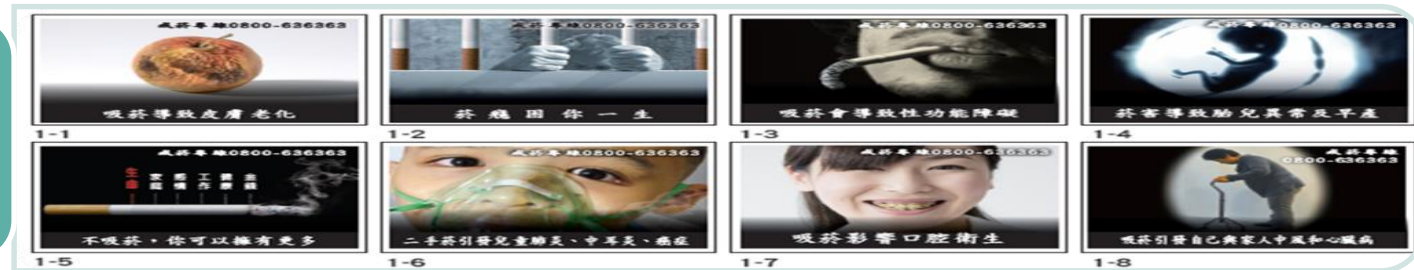 戒菸專線0800-636363
吸菸導致皮膚老化
1-1
戒菸專線0800-636363
菸癮困你一生
1-2
戒菸專線0800-636363
吸菸會導致性功能障礙
1-3
戒菸專線0800-636363
菸害導致胎兒異常及早產
1-4
戒菸專線0800-636363
生命
家庭
愛情
工作
健康
金錢
不吸菸，你可以擁有更多
1-5
戒菸專線0800-636363
二手菸引發兒童肺炎、中耳炎、癌症
1-6
戒菸專線0800-636363
吸菸影響口腔衛生
1-7
戒菸專線
0800-636363
吸菸引發自己與家人中風和心臟病
1-8